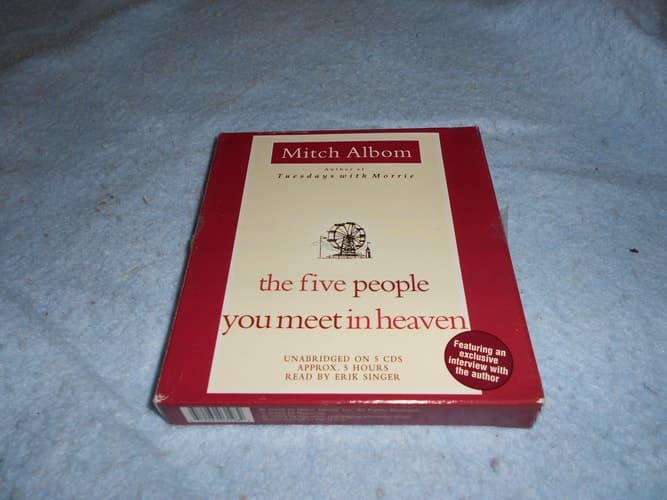 Mitch Albom
Author of
Tuesdays with Morrie
the five people
you meet in heaven
UNABRIDGED ON 5 CDS
APPROX. 5 HOURS
READ BY ERIK SINGER
Featuring an
exclusive
interview with
the author